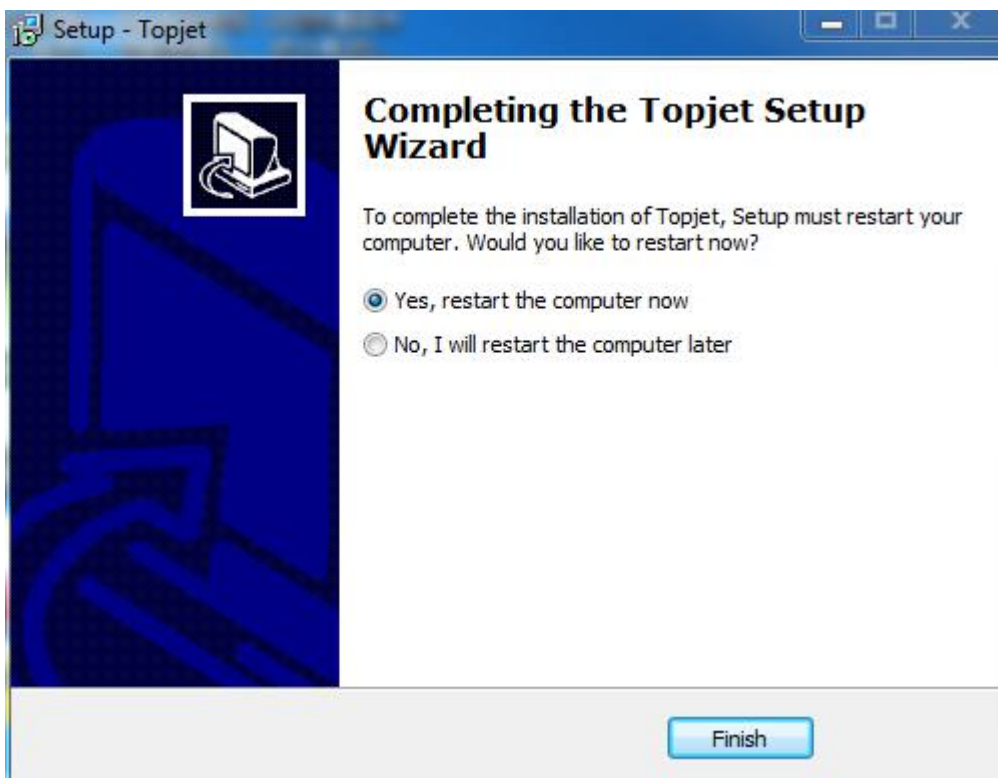 Setup - Topjet
Completing the Topjet Setup
Wizard
To complete the installation of Topjet, Setup must restart your
computer. Would you like to restart now?
Yes, restart the computer now
No, I will restart the computer later
Finish